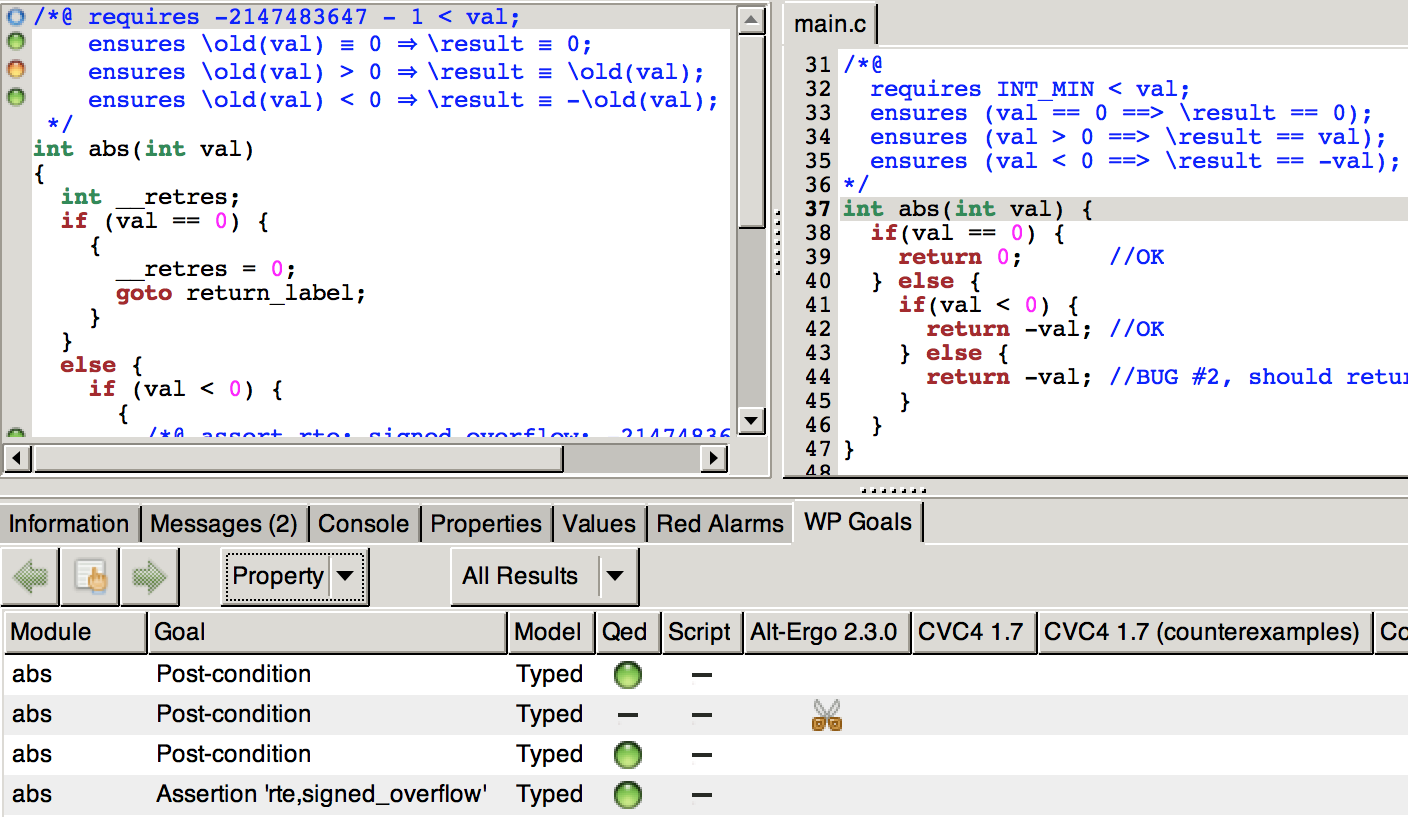 /*@ requires -2147483647 - 1 < val;
ensures \old(val) ≡ 0 ⇒ \result ≡ 0;
ensures \old(val) > 0 ⇒ \result ≡ \old(val);
ensures \old(val) < 0 ⇒ \result ≡ -\old(val);
*/
int abs(int val)
{
int __retres;
if (val == 0) {
{
__retres = 0;
goto return_label;
}
}
else {
if (val < 0) {
{
/*@ assert rte: signed_overflow: 21474836
main.c
31 /*@
32 requires INT_MIN < val;
33 ensures (val == 0 ==> \result == 0);
34 ensures (val > 0 ==> \result == val);
35 ensures (val < 0 ==> \result == -val);
36 */
37 int abs(int val) {
38 if(val == 0) {
39 return 0; //OK
40 } else {
41 if(val < 0) {
42 return -val; //OK
43 } else {
44 return -val; //BUG #2, should retur
45 }
46 }
47 }
48
Information Messages (2) Console Properties Values Red Alarms WP Goals
Property All Results
Module Goal Model Qed Script Alt-Ergo 2.3.0 CVC4 1.7 CVC4 1.7 (counterexamples) Co
abs Post-condition Typed
abs Post-condition Typed
abs Post-condition Typed
abs Assertion 'rte,signed_overflow' Typed